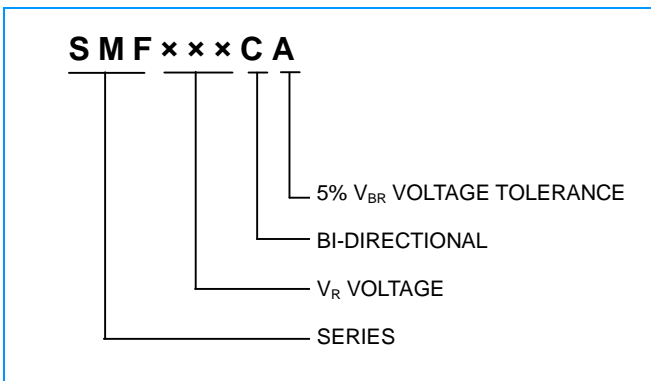 SMF×××CA
5% VBR VOLTAGE TOLERANCE
BI-DIRECTIONAL
VR VOLTAGE
SERIES